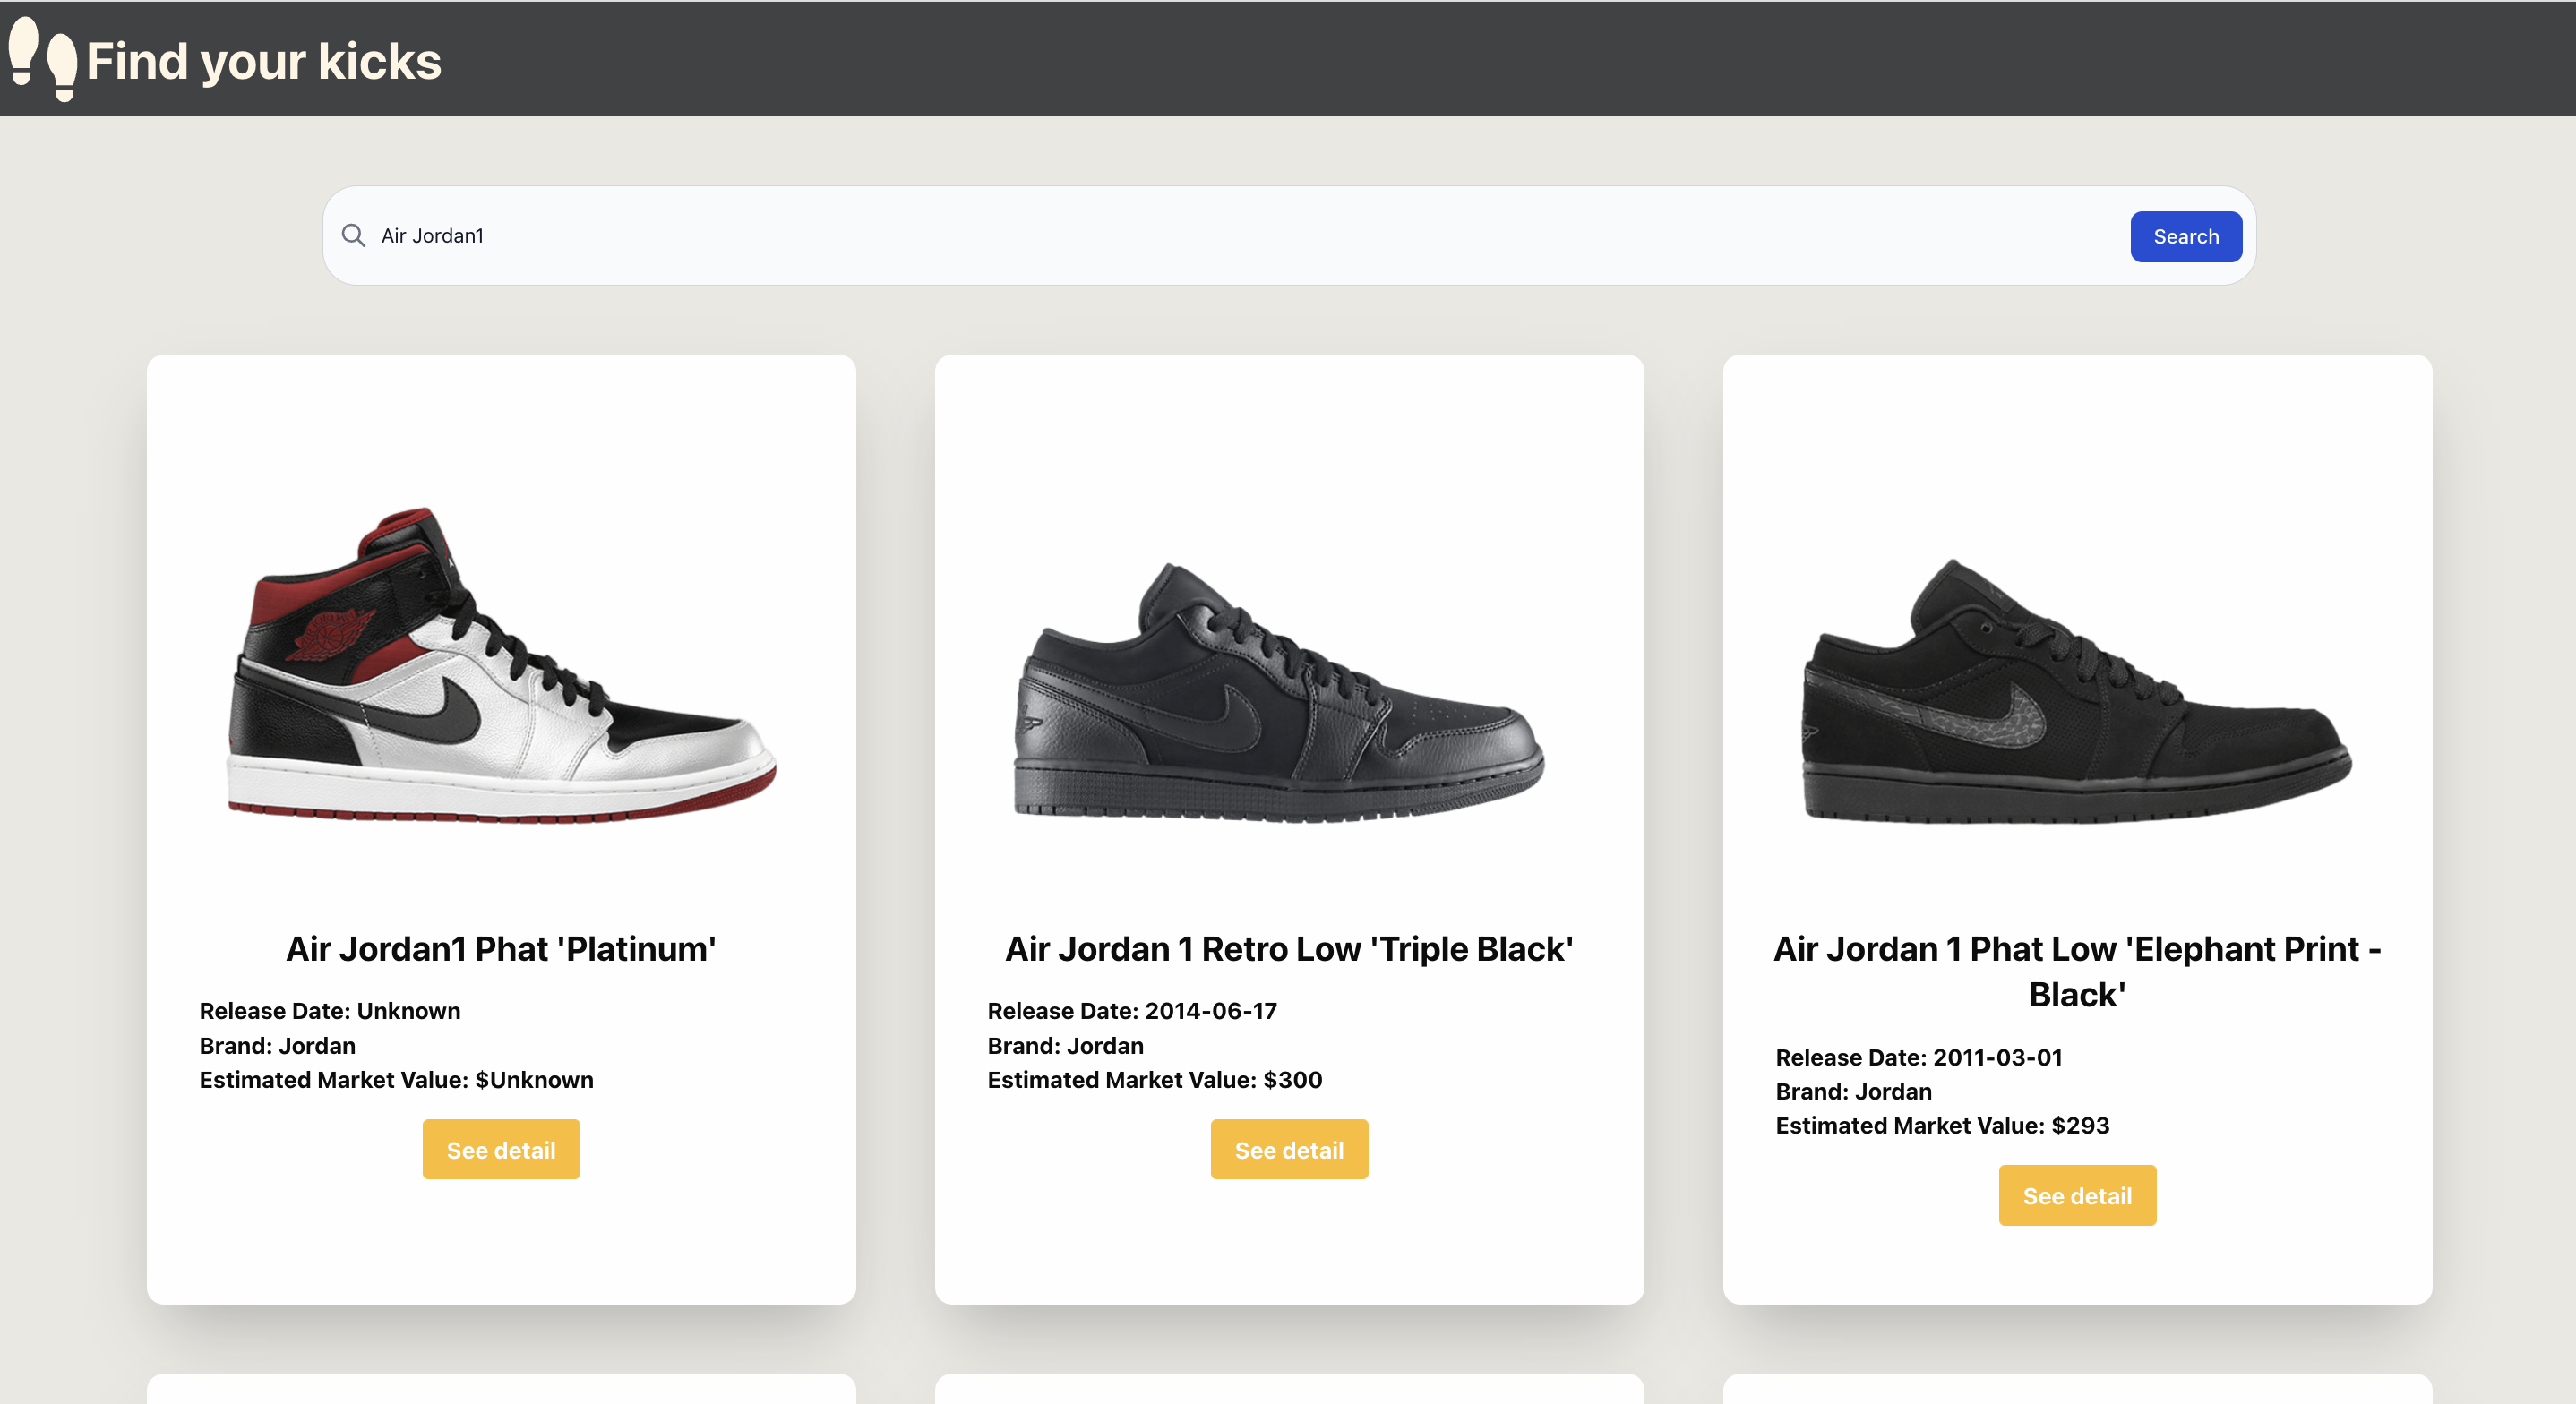 Find your kicks
Air Jordan1
Search
Air Jordan1 Phat 'Platinum'
Release Date: Unknown
Brand: Jordan
Estimated Market Value: $Unknown
See detail
Air Jordan 1 Retro Low 'Triple Black'
Release Date: 2014-06-17
Brand: Jordan
Estimated Market Value: $300
See detail
Air Jordan 1 Phat Low 'Elephant Print -
Black'
Release Date: 2011-03-01
Brand: Jordan
Estimated Market Value: $293
See detail